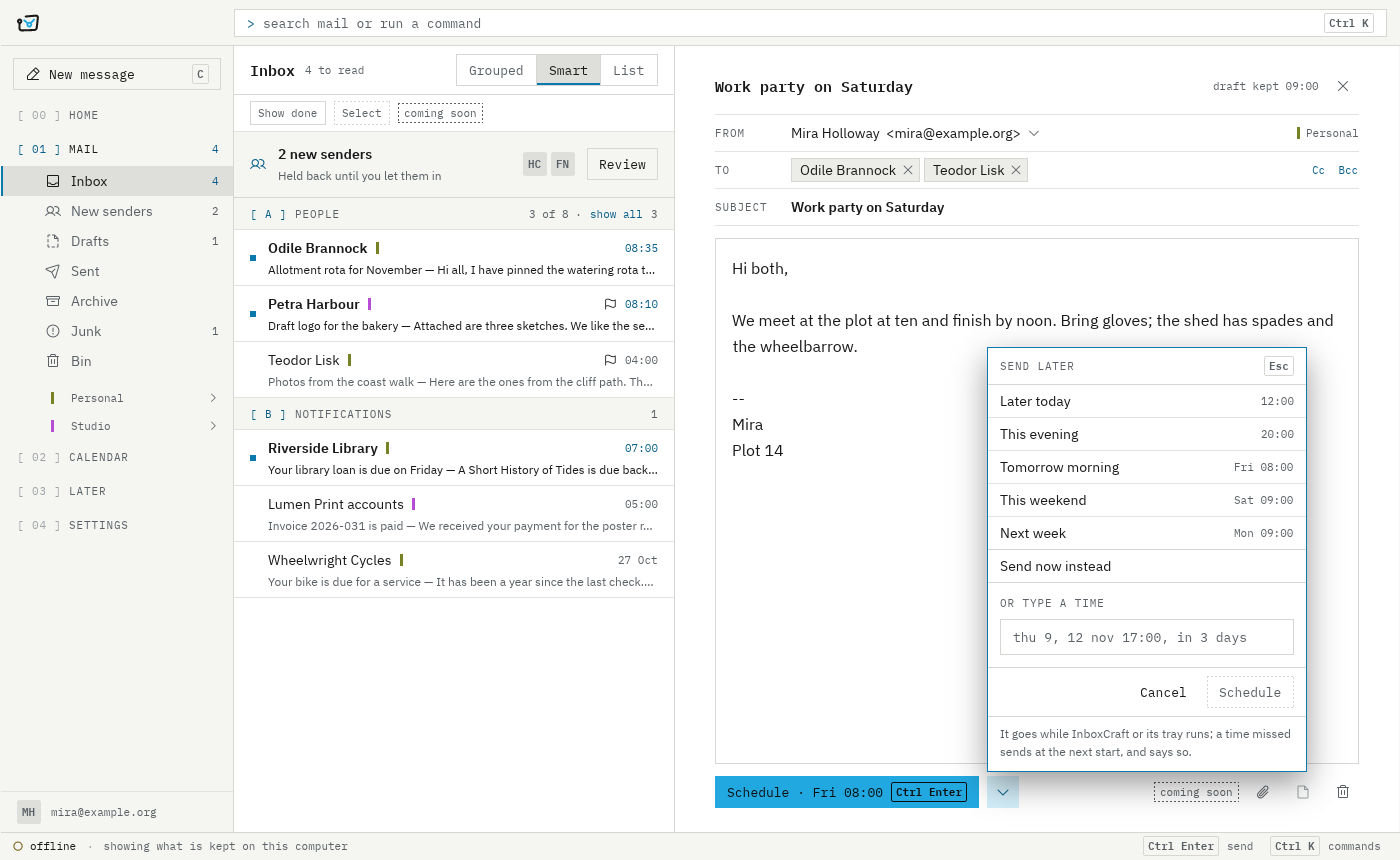 > search mail or run a command Ctrl K
New message C
[ 00 ] HOME
[ 01 ] MAIL 4
Inbox 4
New senders 2
Drafts 1
Sent
Archive
Junk 1
Bin
Personal
Studio
[ 02 ] CALENDAR
[ 03 ] LATER
[ 04 ] SETTINGS
MH mira@example.org
Inbox 4 to read Grouped Smart List
Show done Select coming soon
2 new senders
Held back until you let them in
HC FN Review
[ A ] PEOPLE 3 of 8 · show all 3
Odile Brannock 08:35
Allotment rota for November — Hi all, I have pinned the watering rota t…
Petra Harbour 08:10
Draft logo for the bakery — Attached are three sketches. We like the se…
Teodor Lisk 04:00
Photos from the coast walk — Here are the ones from the cliff path. Th…
[ B ] NOTIFICATIONS 1
Riverside Library 07:00
Your library loan is due on Friday — A Short History of Tides is due back…
Lumen Print accounts 05:00
Invoice 2026-031 is paid — We received your payment for the poster r…
Wheelwright Cycles 27 Oct
Your bike is due for a service — It has been a year since the last check.…
Work party on Saturday draft kept 09:00
FROM Mira Holloway <mira@example.org> Personal
TO Odile Brannock Teodor Lisk Cc Bcc
SUBJECT Work party on Saturday
Hi both,
We meet at the plot at ten and finish by noon. Bring gloves; the shed has spades and
the wheelbarrow.
--
Mira
Plot 14
SEND LATER Esc
Later today 12:00
This evening 20:00
Tomorrow morning Fri 08:00
This weekend Sat 09:00
Next week Mon 09:00
Send now instead
OR TYPE A TIME
thu 9, 12 nov 17:00, in 3 days
Cancel Schedule
It goes while InboxCraft or its tray runs; a time missed
sends at the next start, and says so.
Schedule · Fri 08:00 Ctrl Enter coming soon
offline · showing what is kept on this computer Ctrl Enter send Ctrl K commands